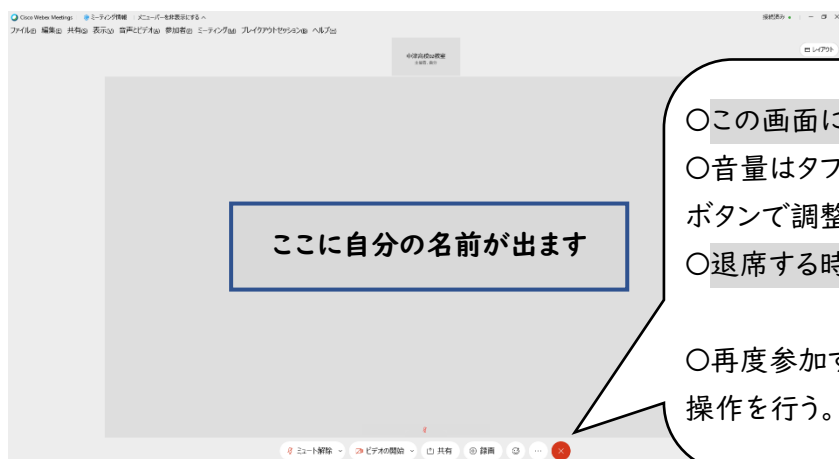 Cisco Webex Meetings ミーティング情報 メニューバーを非表示にする
接続済み
ファイル(F) 編集(E) 共有(S) 表示(V) 音声とビデオ(A) 参加者(P) ミーティング(M) ブレイクアウトセッション(B) ヘルプ(H)
レイアウト
〇この画面に
〇音量はタブ
ボタンで調整
〇退席する時
ここに自分の名前が出ます
〇再度参加す
操作を行う。
ミュート解除 ビデオの開始 共有 録画